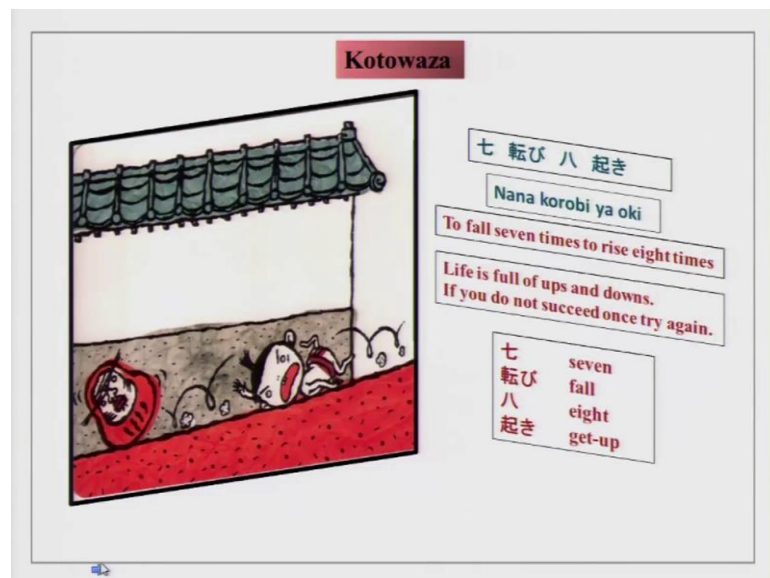 Kotowaza
七 転び 八 起き
Nana korobi ya oki
To fall seven times to rise eight times
Life is full of ups and downs.
If you do not succeed once try again.
七 seven
転び fall
八 eight
起き get-up